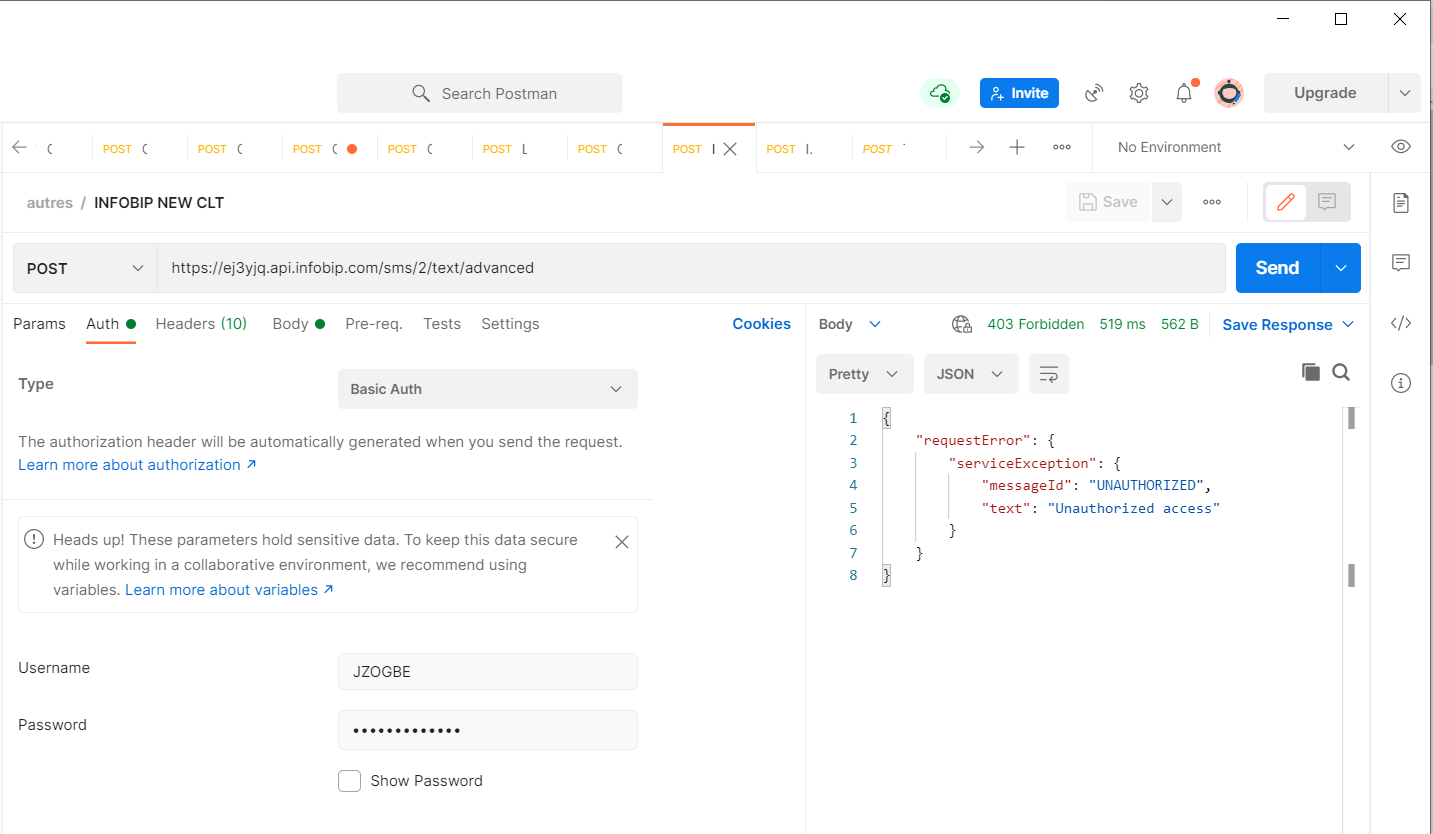 Search Postman
Invite
Upgrade
POST
POST
POST
POST
POST L
POST
POST I
POST I.
POST
No Environment
autres / INFOBIP NEW CLT
Save
POST
https://ej3yjq.api.infobip.com/sms/2/text/advanced
Send
Params Auth Headers (10) Body Pre-req. Tests Settings
Cookies
Body
403 Forbidden 519 ms 562 B
Save Response
Type
Basic Auth
The authorization header will be automatically generated when you send the request.
Learn more about authorization ↗
Heads up! These parameters hold sensitive data. To keep this data secure
while working in a collaborative environment, we recommend using
variables. Learn more about variables ↗
Username
JZOGBE
Password
•••••••••••••
Show Password
Pretty
JSON
1 {
2 "requestError": {
3 "serviceException": {
4 "messageId": "UNAUTHORIZED",
5 "text": "Unauthorized access"
6 }
7 }
8 }